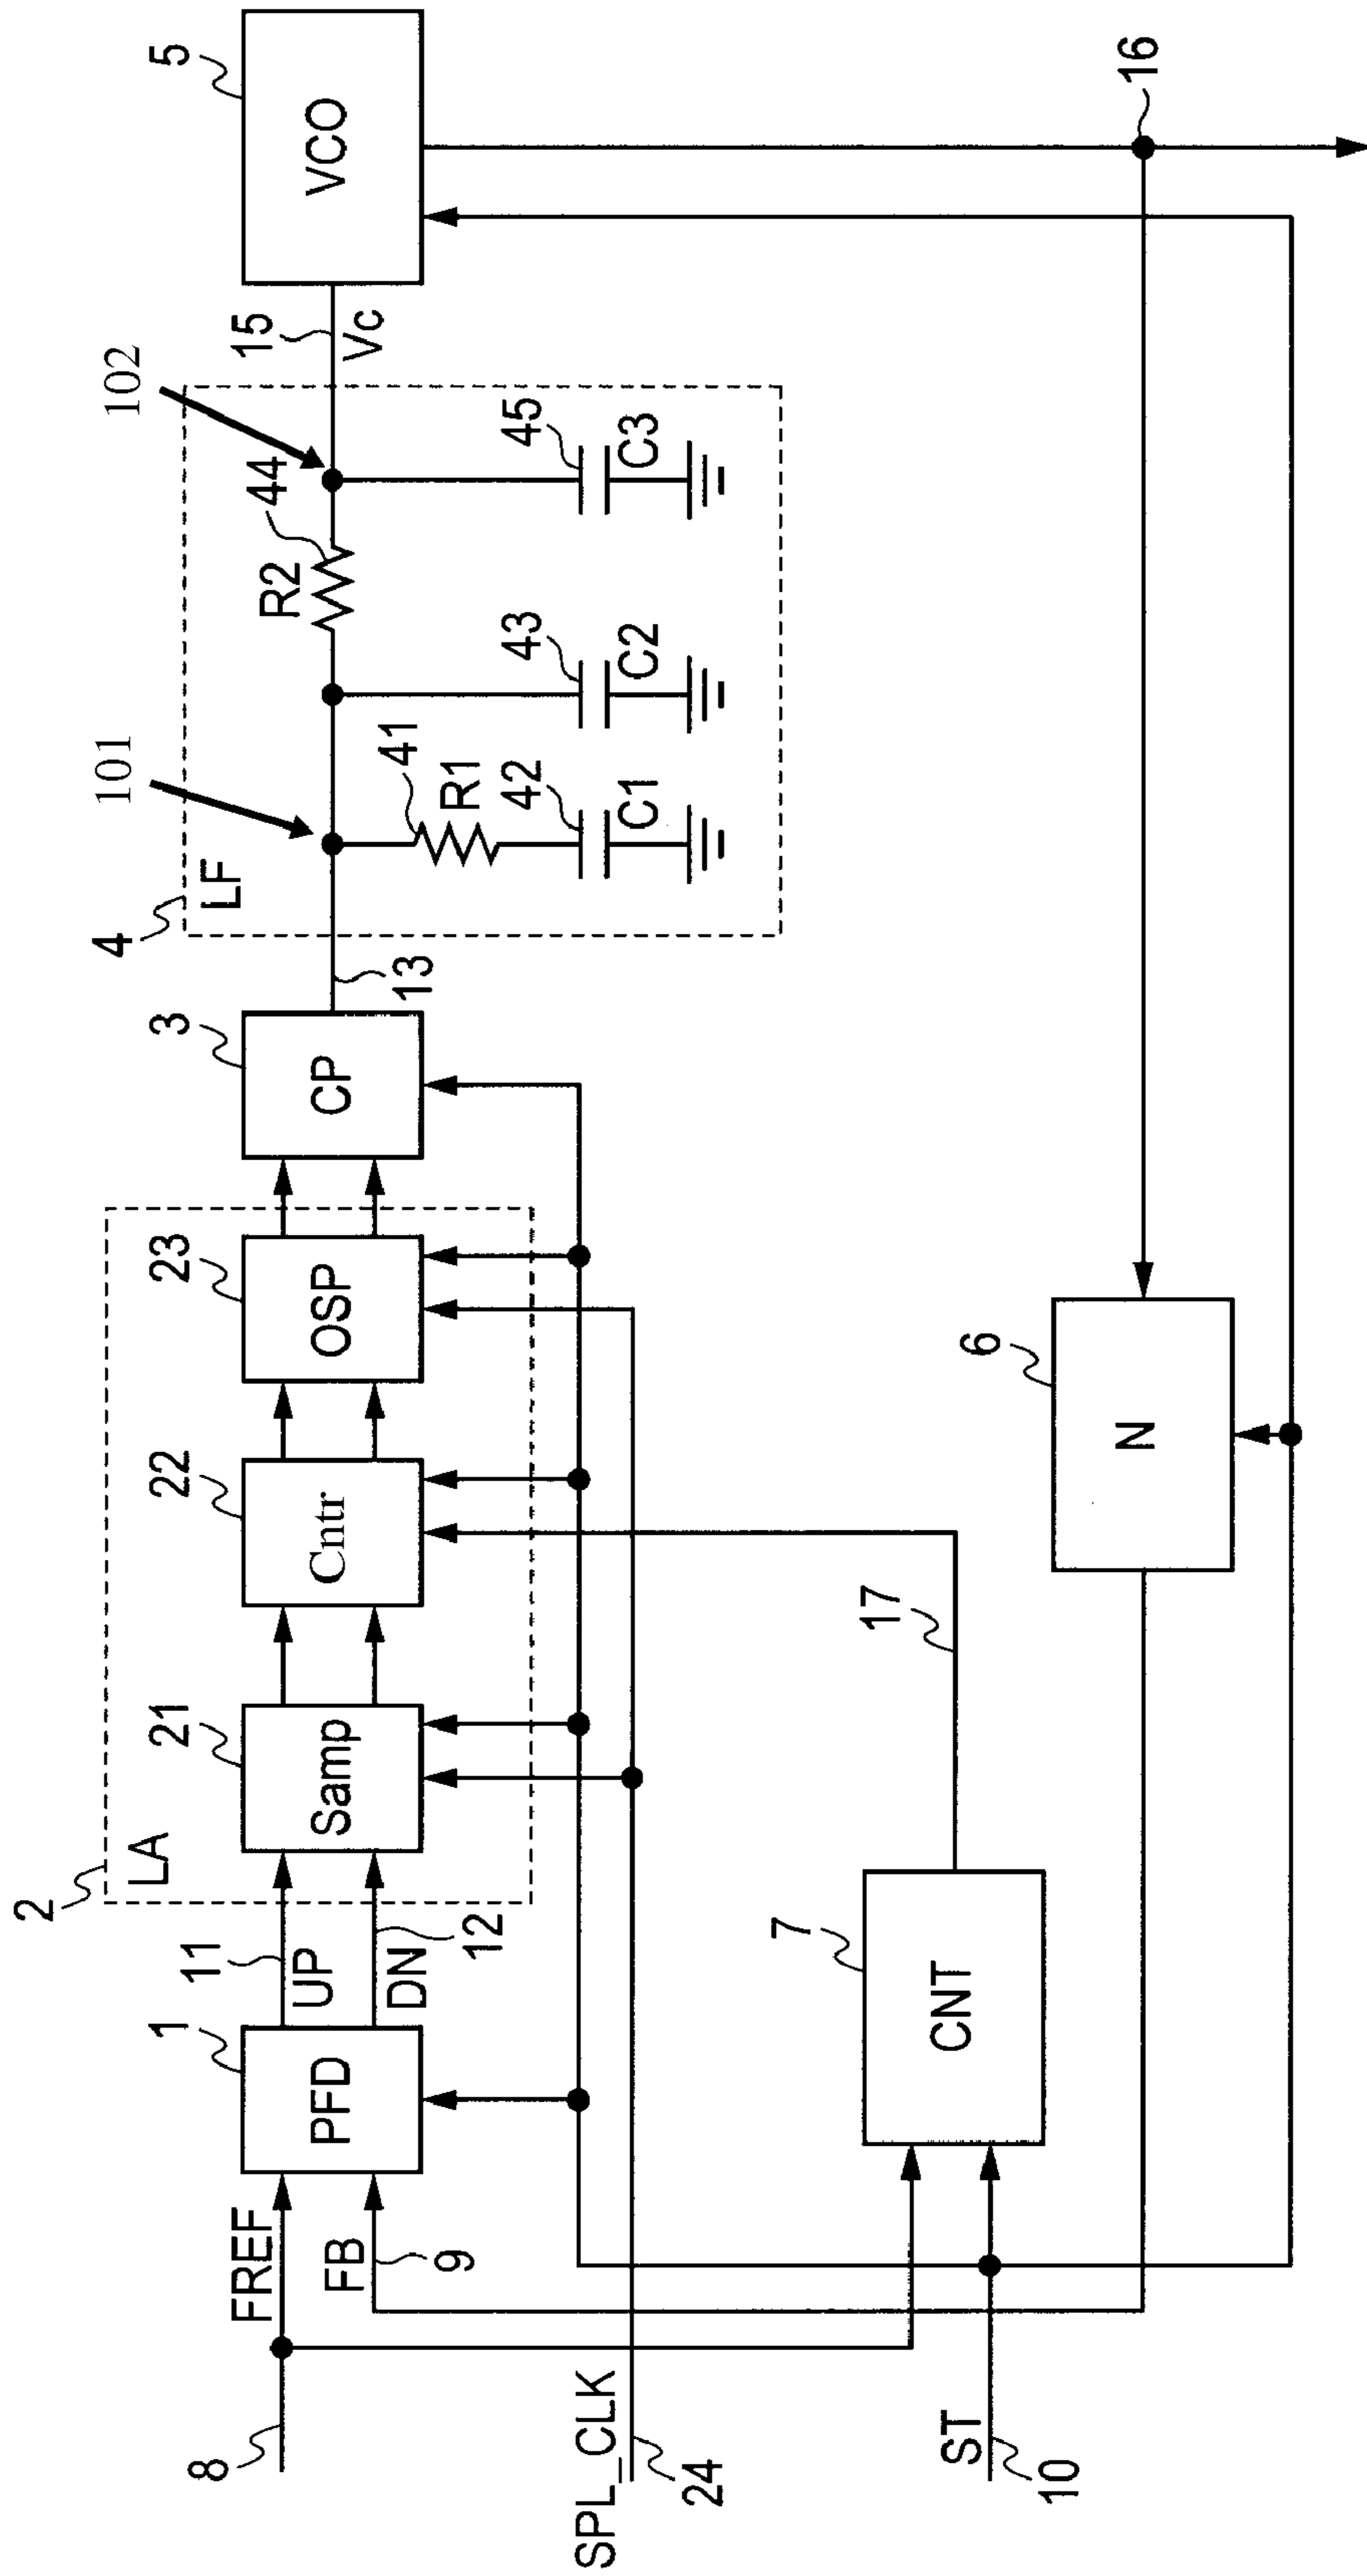 8
FREF
FB
9
1
PFD
11
UP
DN
12
2
LA
21
Samp
22
Cntr
23
OSP
3
CP
13
4
LF
101
41
R1
42
C1
43
C2
R2
44
102
45
C3
15
Vc
5
VCO
SPL_CLK
24
ST
10
7
CNT
17
6
N
16